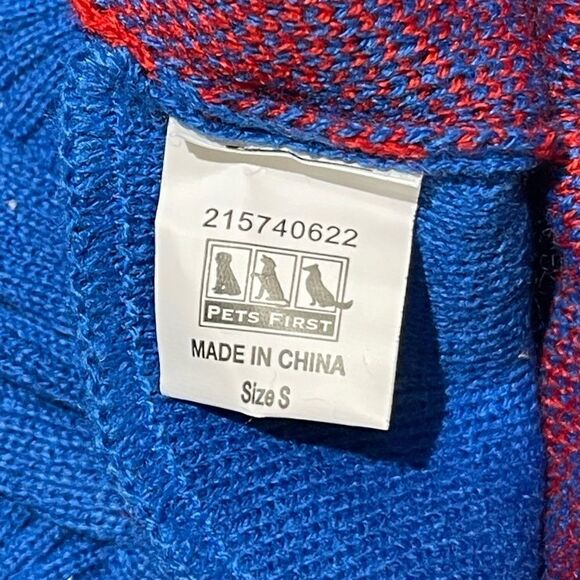 215740622
PETS FIRST
MADE IN CHINA
Size S